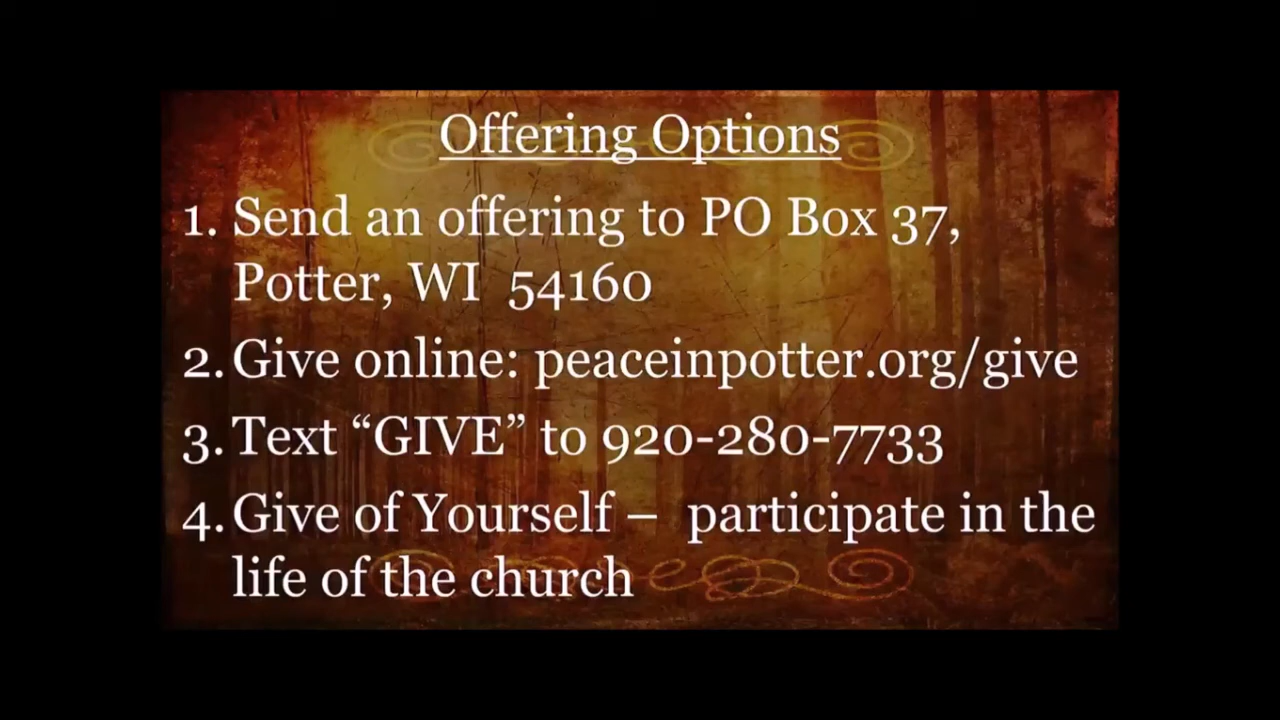 Offering Options
1. Send an offering to PO Box 37,
Potter, WI  54160
2. Give online: peaceinpotter.org/give
3. Text “GIVE” to 920-280-7733
4. Give of Yourself –  participate in the
life of the church